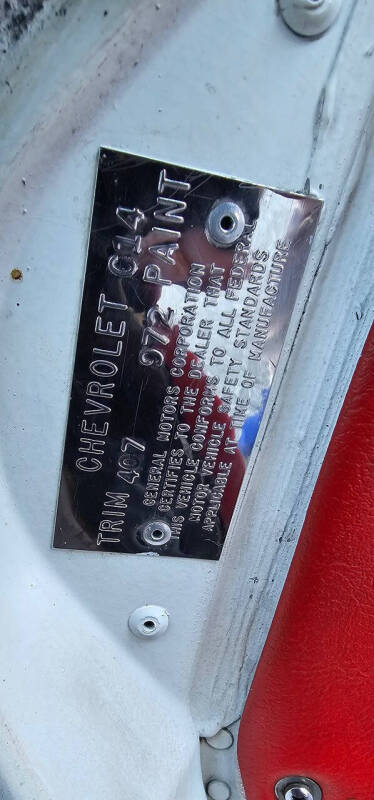 CHEVROLET C14
TRIM 407 972 PAINT
GENERAL MOTORS CORPORATION
CERTIFIES TO THE DEALER THAT
THIS VEHICLE CONFORMS TO ALL FEDERAL
MOTOR VEHICLE SAFETY STANDARDS
APPLICABLE AT TIME OF MANUFACTURE